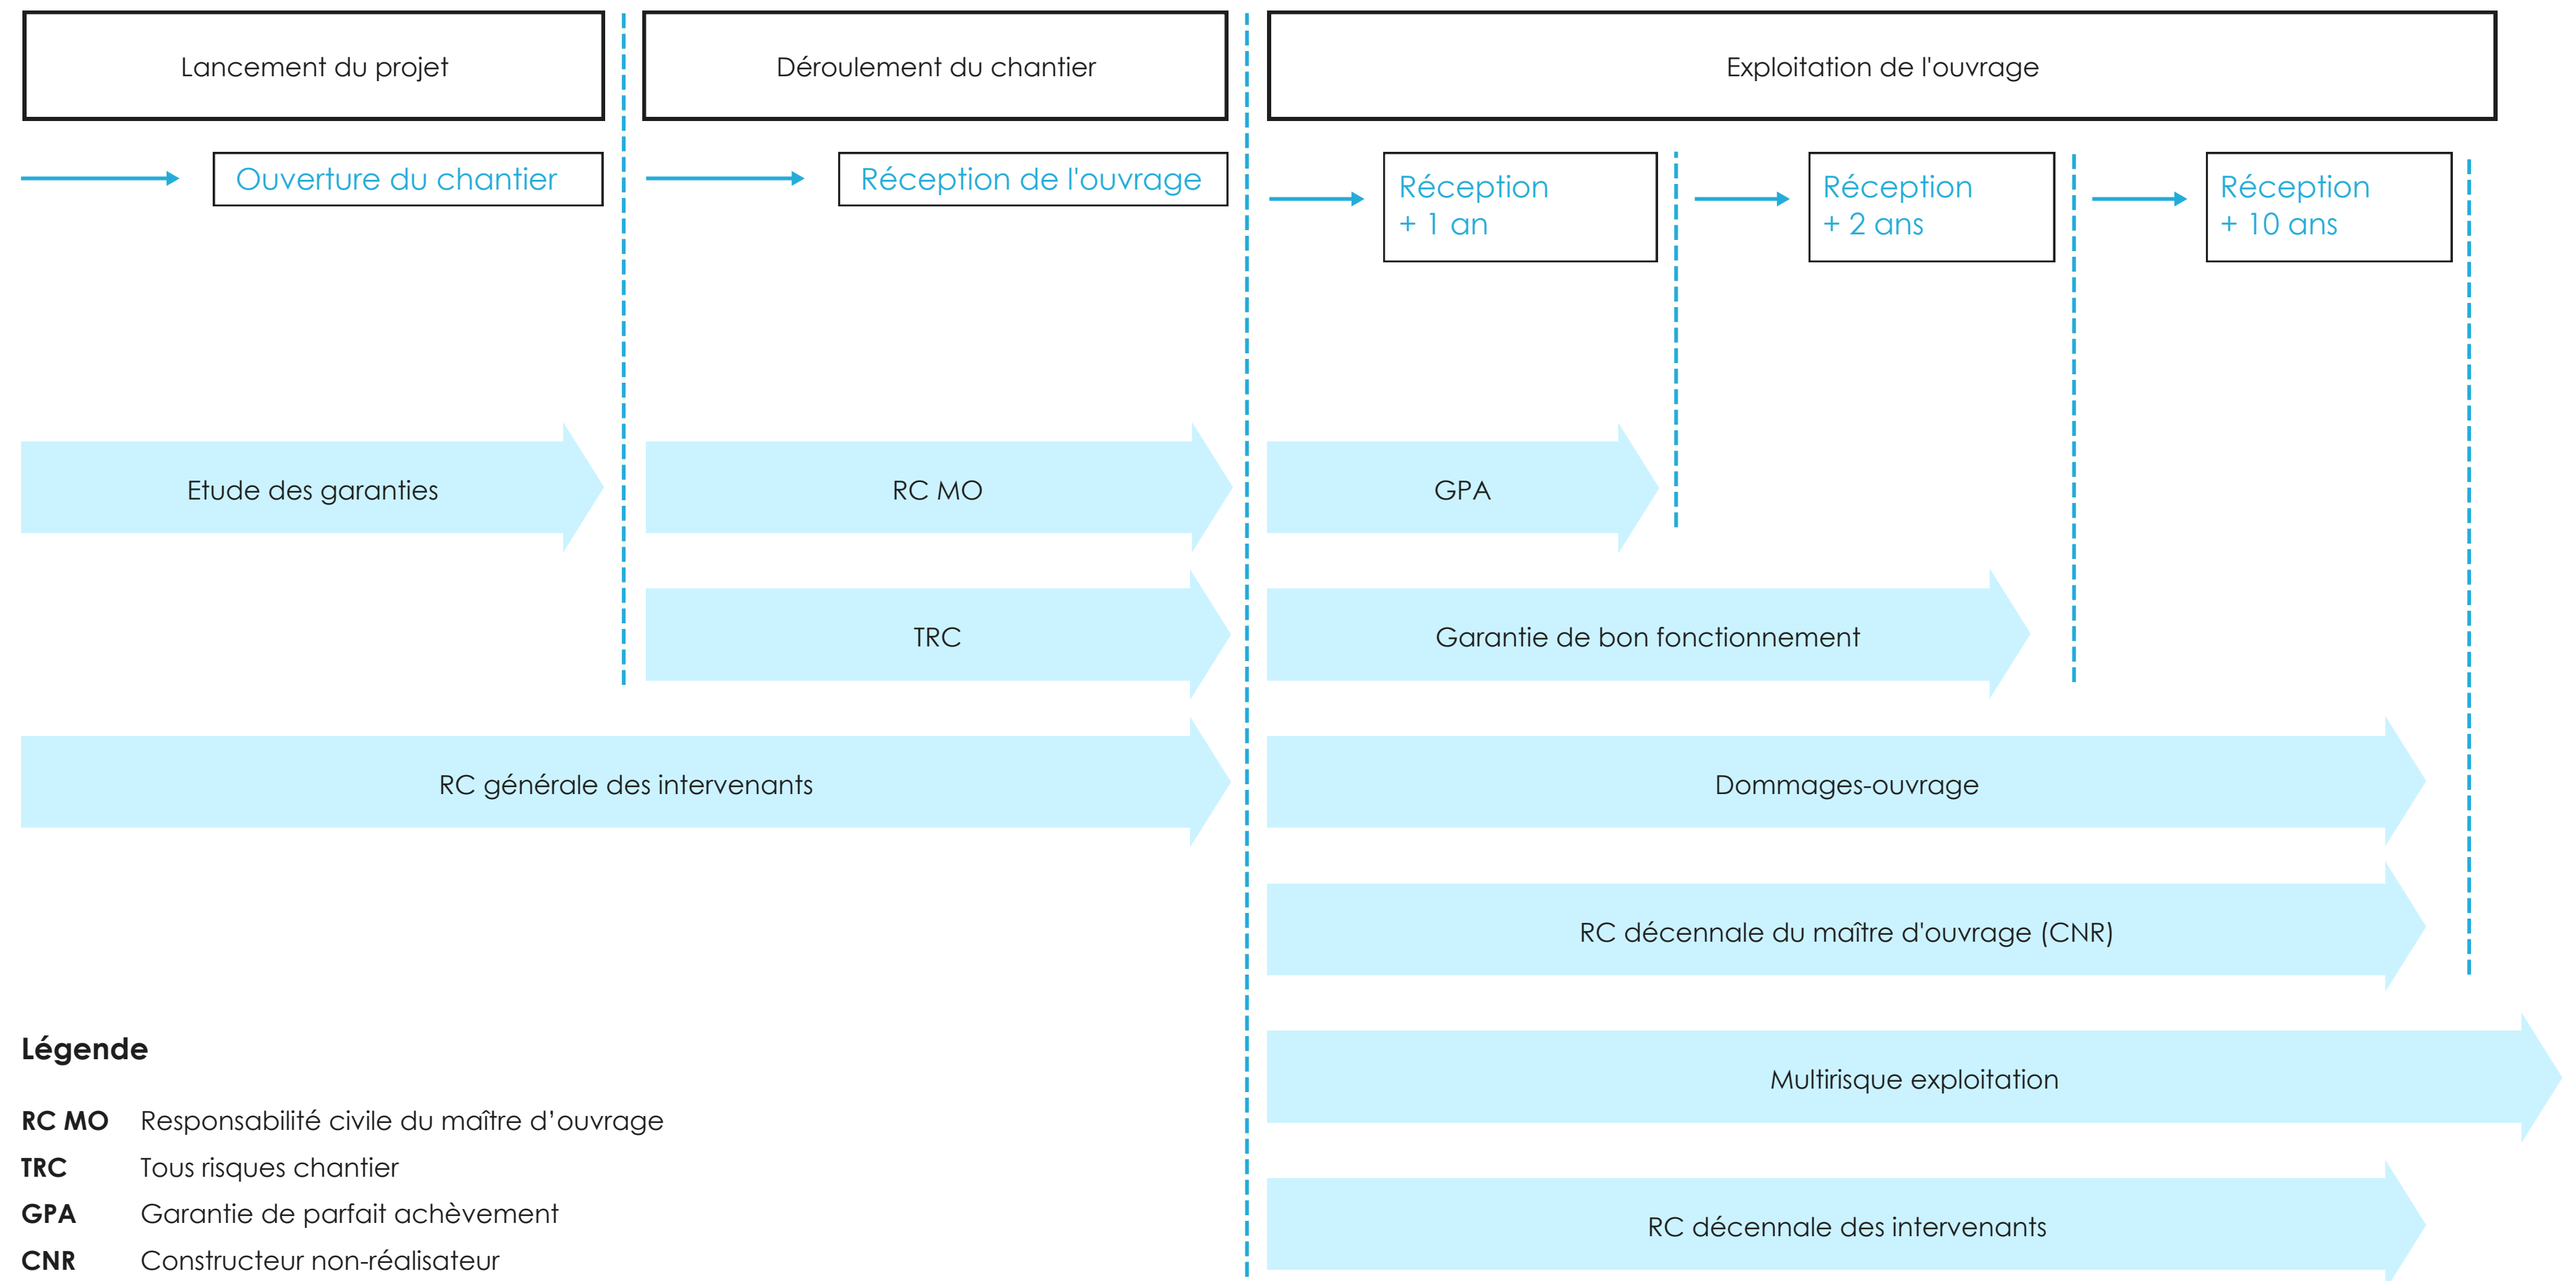 Lancement du projet
Déroulement du chantier
Exploitation de l'ouvrage
Ouverture du chantier
Réception de l'ouvrage
Réception
+ 1 an
Réception
+ 2 ans
Réception
+ 10 ans
Etude des garanties
RC MO
GPA
TRC
Garantie de bon fonctionnement
RC générale des intervenants
Dommages-ouvrage
RC décennale du maître d'ouvrage (CNR)
Multirisque exploitation
RC décennale des intervenants
Légende
RC MO Responsabilité civile du maître d’ouvrage
TRC Tous risques chantier
GPA Garantie de parfait achèvement
CNR Constructeur non-réalisateur